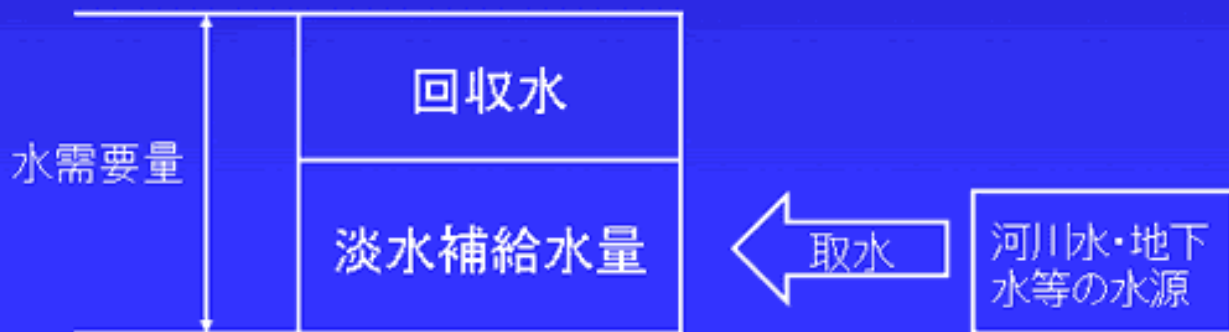 回収水
水需要量
淡水補給水量
取水
河川水・地下
水等の水源